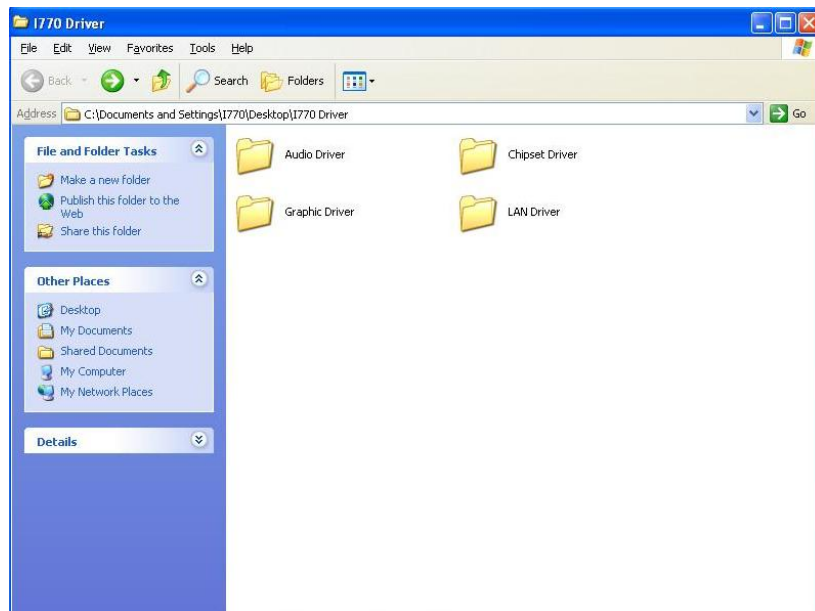 I770 Driver
File Edit View Favorites Tools Help
Back Search Folders
Address C:\Documents and Settings\I770\Desktop\I770 Driver Go
File and Folder Tasks
Make a new folder
Publish this folder to the
Web
Share this folder
Other Places
Desktop
My Documents
Shared Documents
My Computer
My Network Places
Details
Audio Driver Chipset Driver
Graphic Driver LAN Driver